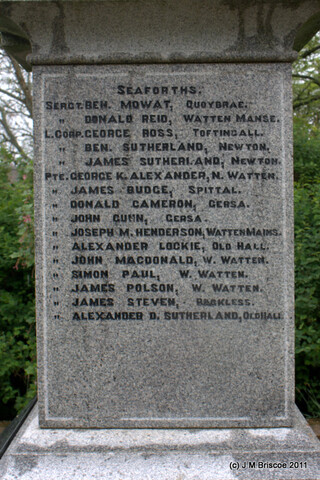 SEAFORTHS.
SERGT. BEN. MOWAT, QUOYBRAE.
" DONALD REID, WATTEN MANSE.
L.CORP. GEORGE ROSS, TOFTINGALL.
" BEN. SUTHERLAND, NEWTON.
" JAMES SUTHERLAND, NEWTON.
PTE. GEORGE K. ALEXANDER, N. WATTEN.
" JAMES BUDGE, SPITTAL.
" DONALD CAMERON, GERSA.
" JOHN GUNN, GERSA.
" JOSEPH M. HENDERSON, WATTEN MAINS.
" ALEXANDER LOCKIE, OLD HALL.
" JOHN MACDONALD, W. WATTEN.
" SIMON PAUL, W. WATTEN.
" JAMES POLSON, W. WATTEN.
" JAMES STEVEN, BACKLESS.
" ALEXANDER D. SUTHERLAND, OLD HALL
(c) J M Briscoe 2011